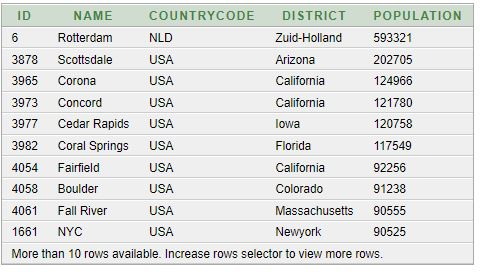 ID NAME COUNTRYCODE DISTRICT POPULATION
6 Rotterdam NLD Zuid-Holland 593321
3878 Scottsdale USA Arizona 202705
3965 Corona USA California 124966
3973 Concord USA California 121780
3977 Cedar Rapids USA Iowa 120758
3982 Coral Springs USA Florida 117549
4054 Fairfield USA California 92256
4058 Boulder USA Colorado 91238
4061 Fall River USA Massachusetts 90555
1661 NYC USA Newyork 90525
More than 10 rows available. Increase rows selector to view more rows.